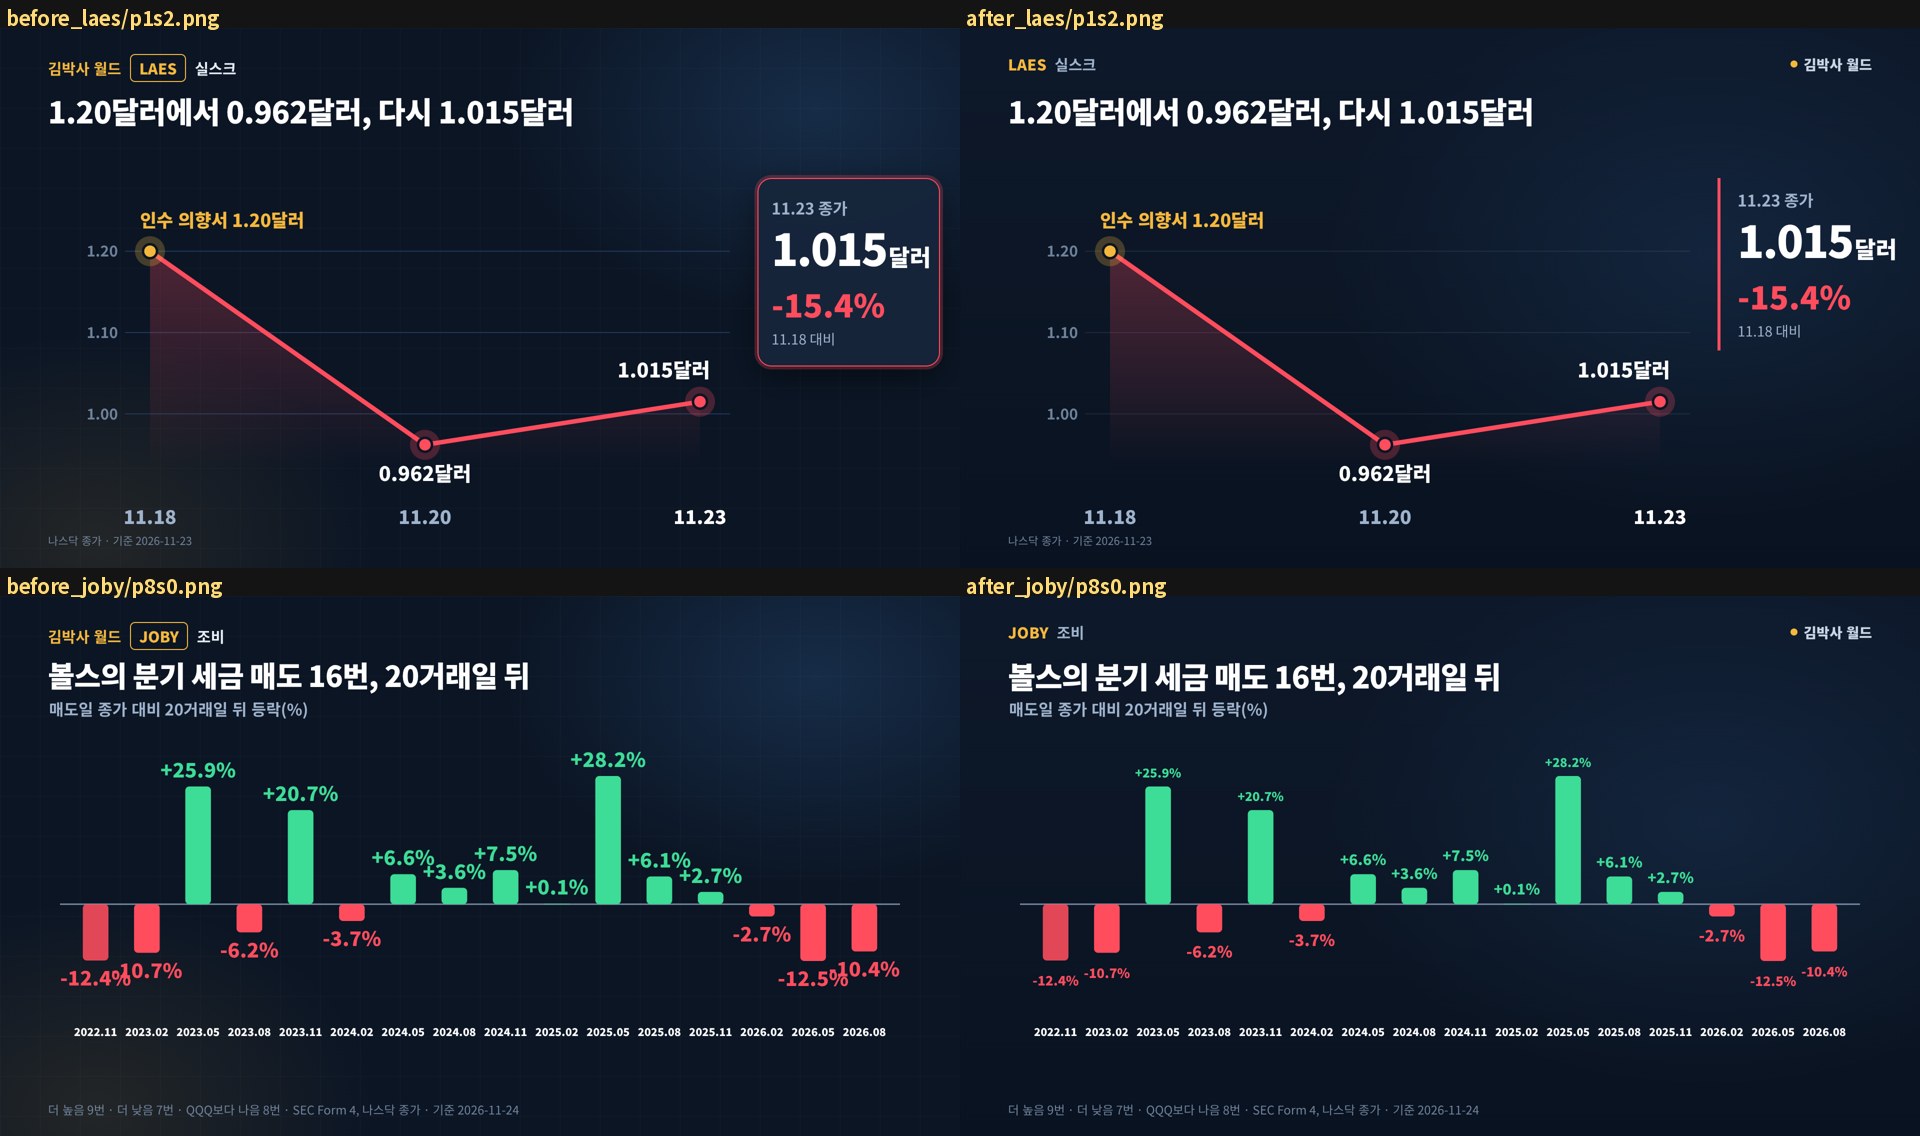 before_laes/p1s2.png
김박사 월드 LAES 실스크
1.20달러에서 0.962달러, 다시 1.015달러
11.23 종가
1.015달러
-15.4%
11.18 대비
인수 의향서 1.20달러
1.20
1.10
1.00
1.015달러
0.962달러
11.18 11.20 11.23
나스닥 종가 · 기준 2026-11-23
after_laes/p1s2.png
LAES 실스크
김박사 월드
1.20달러에서 0.962달러, 다시 1.015달러
11.23 종가
1.015달러
-15.4%
11.18 대비
인수 의향서 1.20달러
1.20
1.10
1.00
1.015달러
0.962달러
11.18 11.20 11.23
나스닥 종가 · 기준 2026-11-23
before_joby/p8s0.png
김박사 월드 JOBY 조비
볼스의 분기 세금 매도 16번, 20거래일 뒤
매도일 종가 대비 20거래일 뒤 등락(%)
-12.4% -10.7% +25.9% -6.2% +20.7% -3.7% +6.6% +3.6% +7.5% +0.1% +28.2% +6.1% +2.7% -2.7% -12.5% -10.4%
2022.11 2023.02 2023.05 2023.08 2023.11 2024.02 2024.05 2024.08 2024.11 2025.02 2025.05 2025.08 2025.11 2026.02 2026.05 2026.08
더 높음 9번 · 더 낮음 7번 · QQQ보다 나음 8번 · SEC Form 4, 나스닥 종가 · 기준 2026-11-24
after_joby/p8s0.png
JOBY 조비
김박사 월드
볼스의 분기 세금 매도 16번, 20거래일 뒤
매도일 종가 대비 20거래일 뒤 등락(%)
-12.4% -10.7% +25.9% -6.2% +20.7% -3.7% +6.6% +3.6% +7.5% +0.1% +28.2% +6.1% +2.7% -2.7% -12.5% -10.4%
2022.11 2023.02 2023.05 2023.08 2023.11 2024.02 2024.05 2024.08 2024.11 2025.02 2025.05 2025.08 2025.11 2026.02 2026.05 2026.08
더 높음 9번 · 더 낮음 7번 · QQQ보다 나음 8번 · SEC Form 4, 나스닥 종가 · 기준 2026-11-24